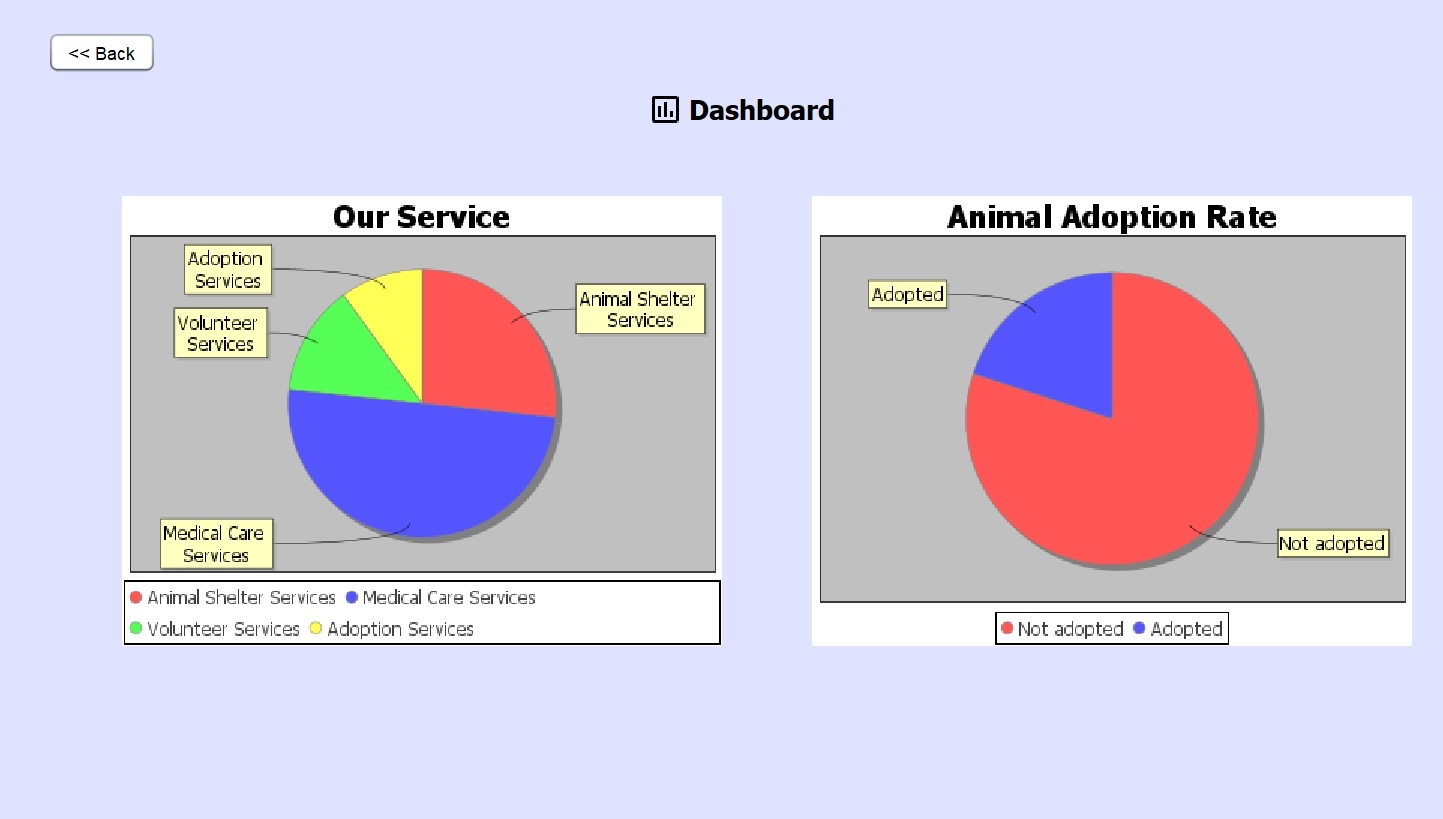 << Back
Dashboard
Our Service
Adoption
Services
Volunteer
Services
Animal Shelter
Services
Medical Care
Services
Animal Shelter Services Medical Care Services
Volunteer Services Adoption Services
Animal Adoption Rate
Adopted
Not adopted
Not adopted Adopted